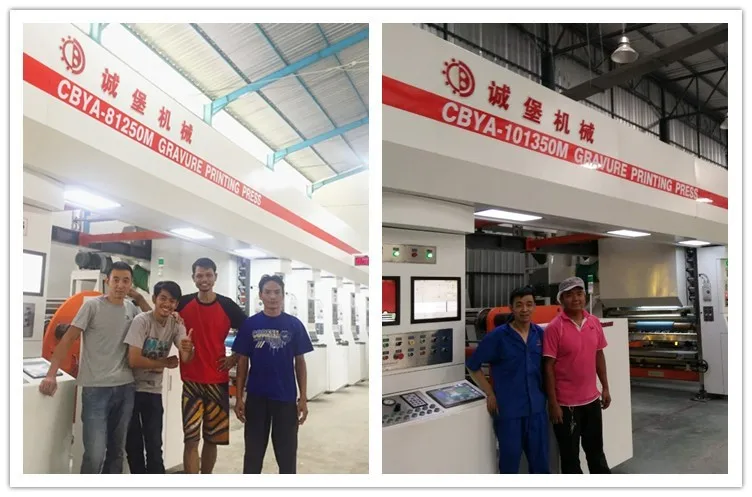 诚堡机械
CBYA-81250M GRAVURE PRINTING PRESS
诚堡机械
CBYA-101350M GRAVURE PRINTING PRESS